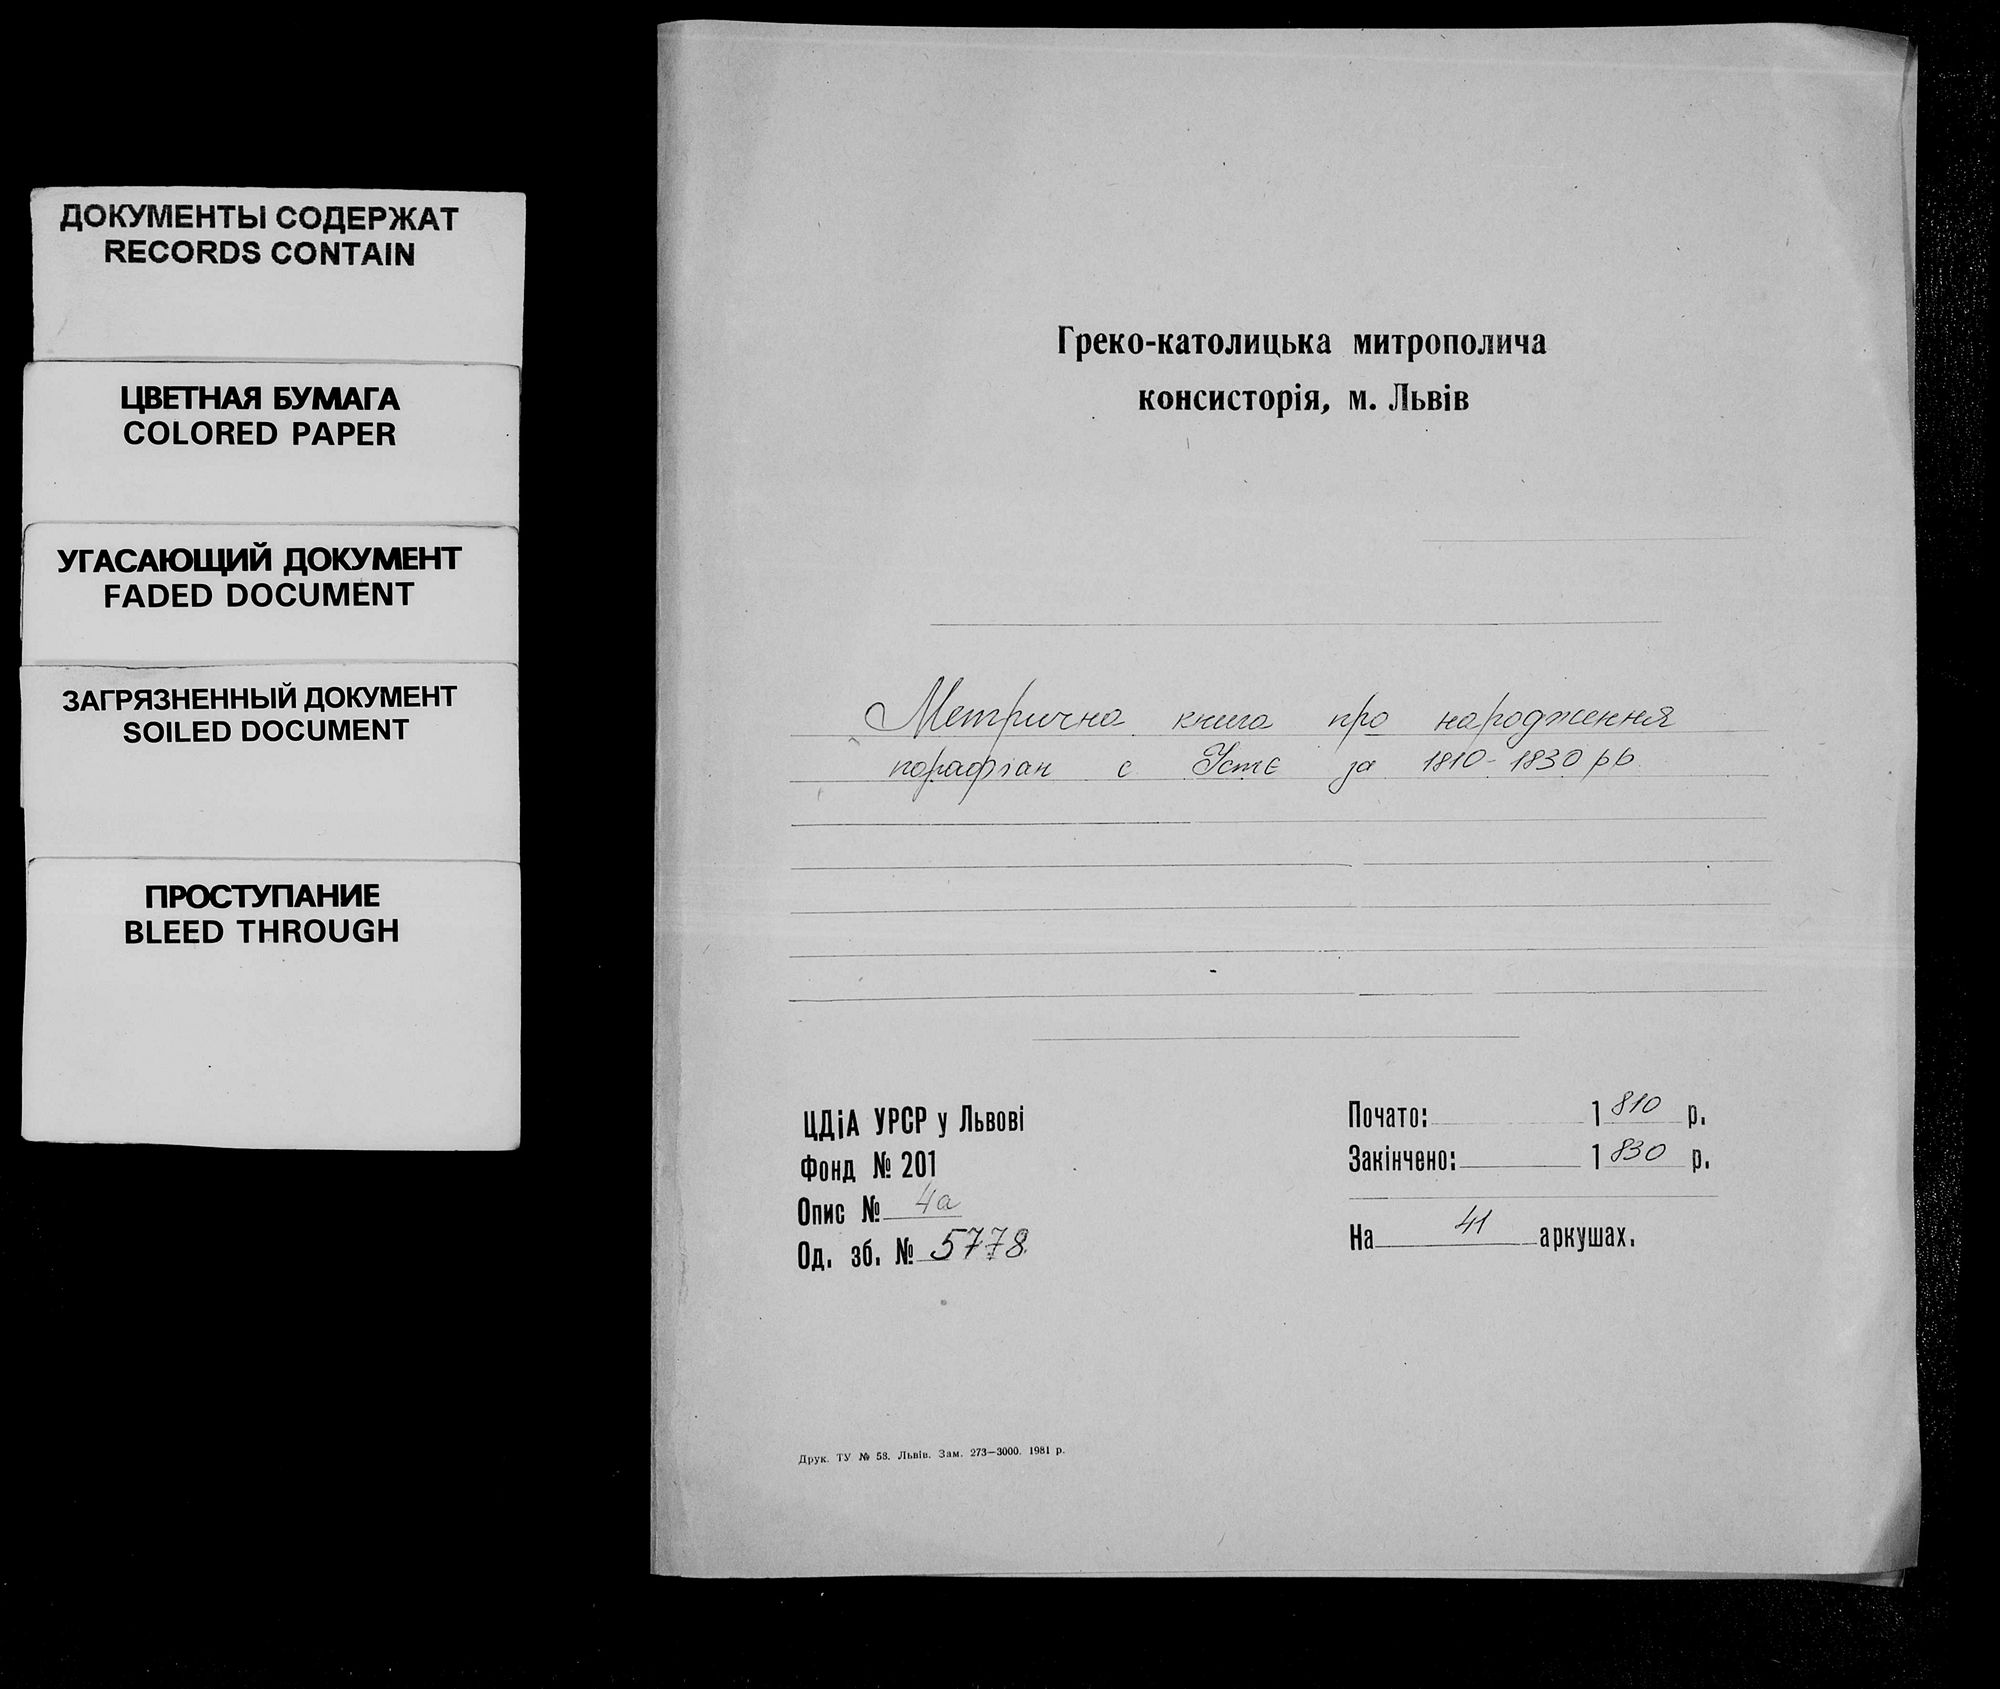 ДОКУМЕНТЫ СОДЕРЖАТ
RECORDS CONTAIN
ЦВЕТНАЯ БУМАГА
COLORED PAPER
УГАСАЮЩИЙ ДОКУМЕНТ
FADED DOCUMENT
ЗАГРЯЗНЕННЫЙ ДОКУМЕНТ
SOILED DOCUMENT
ПРОСТУПАНИЕ
BLEED THROUGH
Греко-католицька митрополича
консисторія, м. Львів
Метрична книга про народження
парафіан с Устє за 1810-1830 рр.
ЦДіА УРСР у Львові
Фонд № 201
Опис № 4а
Од. зб. № 5778
Почато: 1810 р.
Закінчено: 1830 р.
На 41 аркушах.
Друк. ТУ № 58. Львів. Зам. 273—3000. 1981 р.